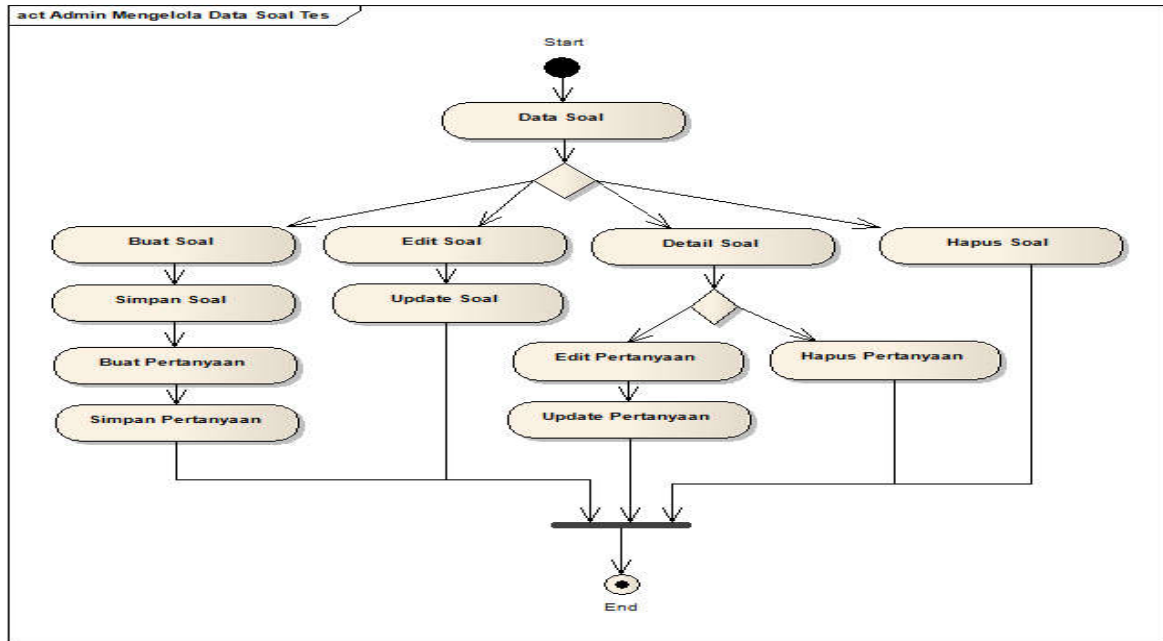 act Admin Mengelola Data Soal Tes
Start
Data Soal
Buat Soal
Edit Soal
Detail Soal
Hapus Soal
Simpan Soal
Update Soal
Buat Pertanyaan
Edit Pertanyaan
Hapus Pertanyaan
Simpan Pertanyaan
Update Pertanyaan
End